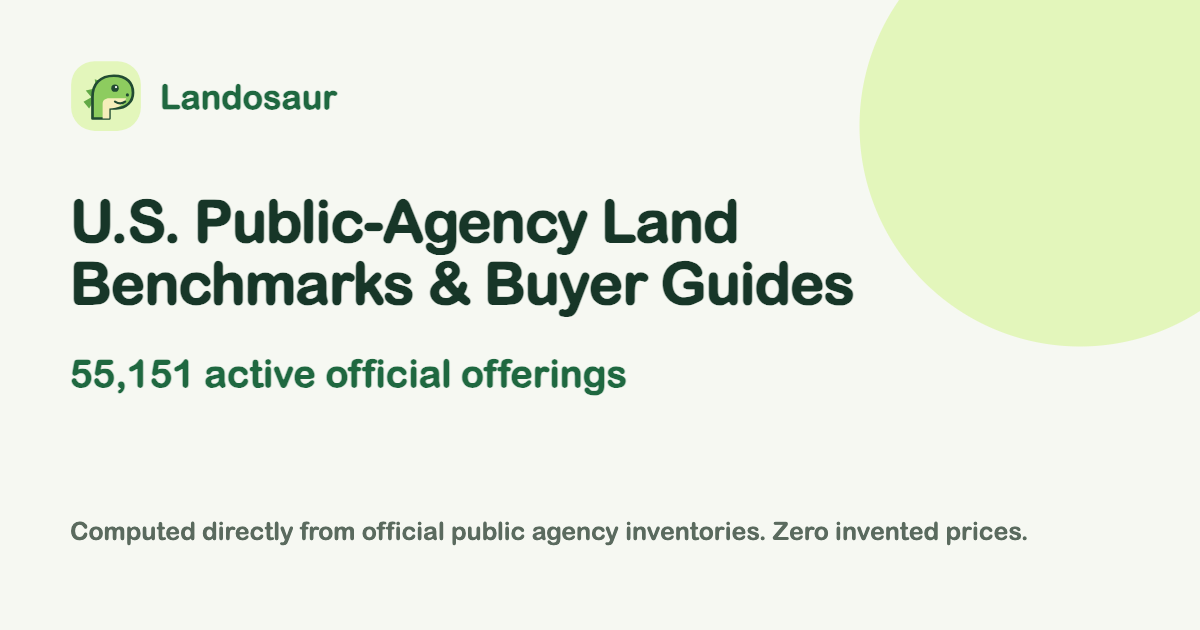 Landosaur
U.S. Public-Agency Land
Benchmarks & Buyer Guides
55,151 active official offerings
Computed directly from official public agency inventories. Zero invented prices.